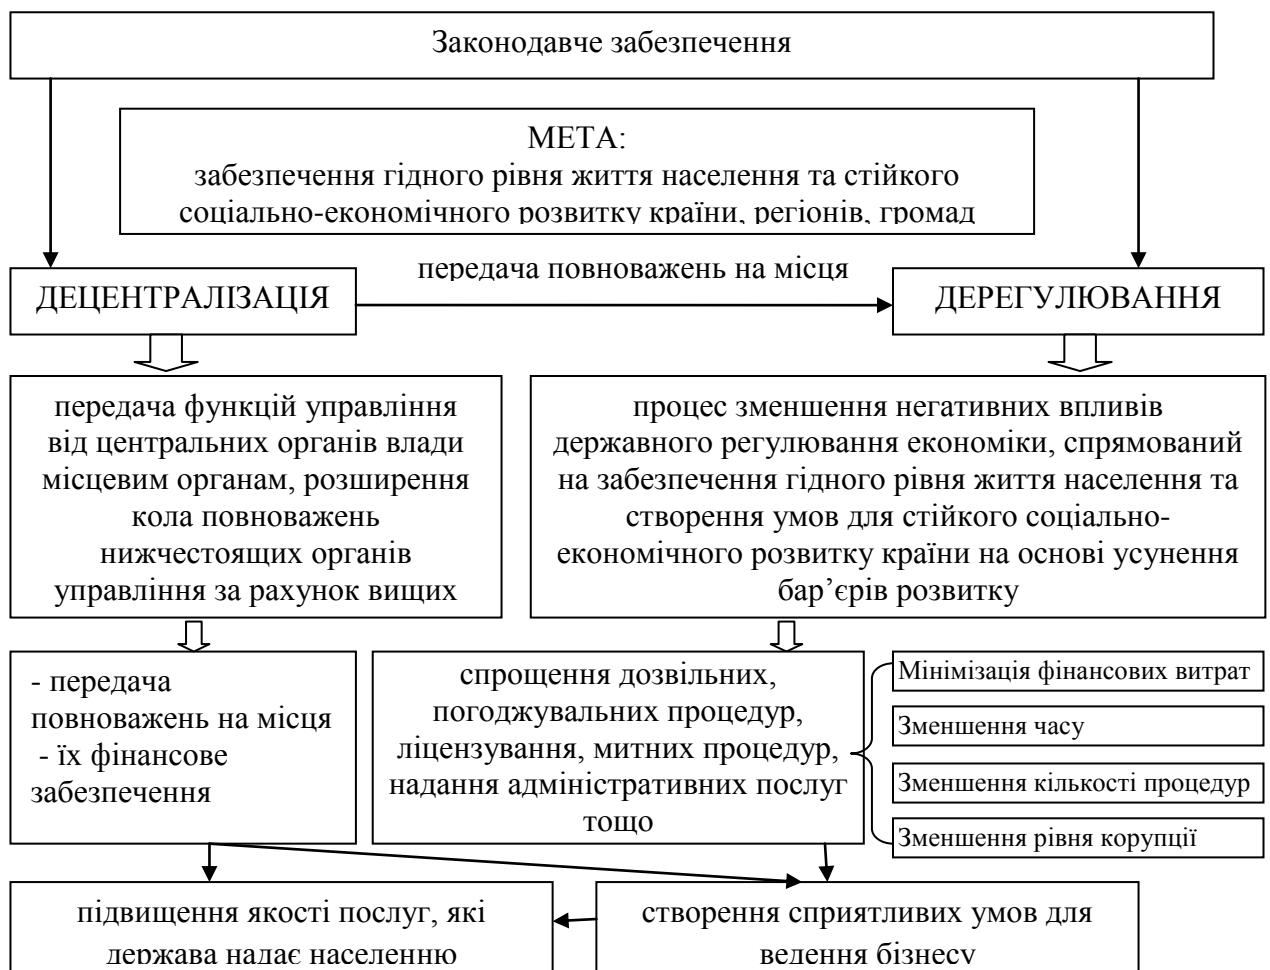 Законодавче забезпечення
МЕТА:
забезпечення гідного рівня життя населення та стійкого
соціально-економічного розвитку країни, регіонів, громад
передача повноважень на місця
ДЕЦЕНТРАЛІЗАЦІЯ
ДЕРЕГУЛЮВАННЯ
передача функцій управління
від центральних органів влади
місцевим органам, розширення
кола повноважень
нижчестоящих органів
управління за рахунок вищих
процес зменшення негативних впливів
державного регулювання економіки, спрямований
на забезпечення гідного рівня життя населення та
створення умов для стійкого соціально-
економічного розвитку країни на основі усунення
бар’єрів розвитку
- передача
повноважень на місця
- їх фінансове
забезпечення
спрощення дозвільних,
погоджувальних процедур,
ліцензування, митних процедур,
надання адміністративних послуг
тощо
Мінімізація фінансових витрат
Зменшення часу
Зменшення кількості процедур
Зменшення рівня корупції
підвищення якості послуг, які
держава надає населенню
створення сприятливих умов для
ведення бізнесу